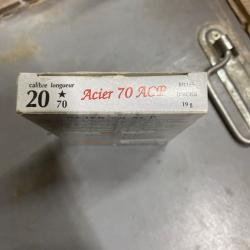 calibre longueur
20 ★ 70
Acier 70 ACP
19 g